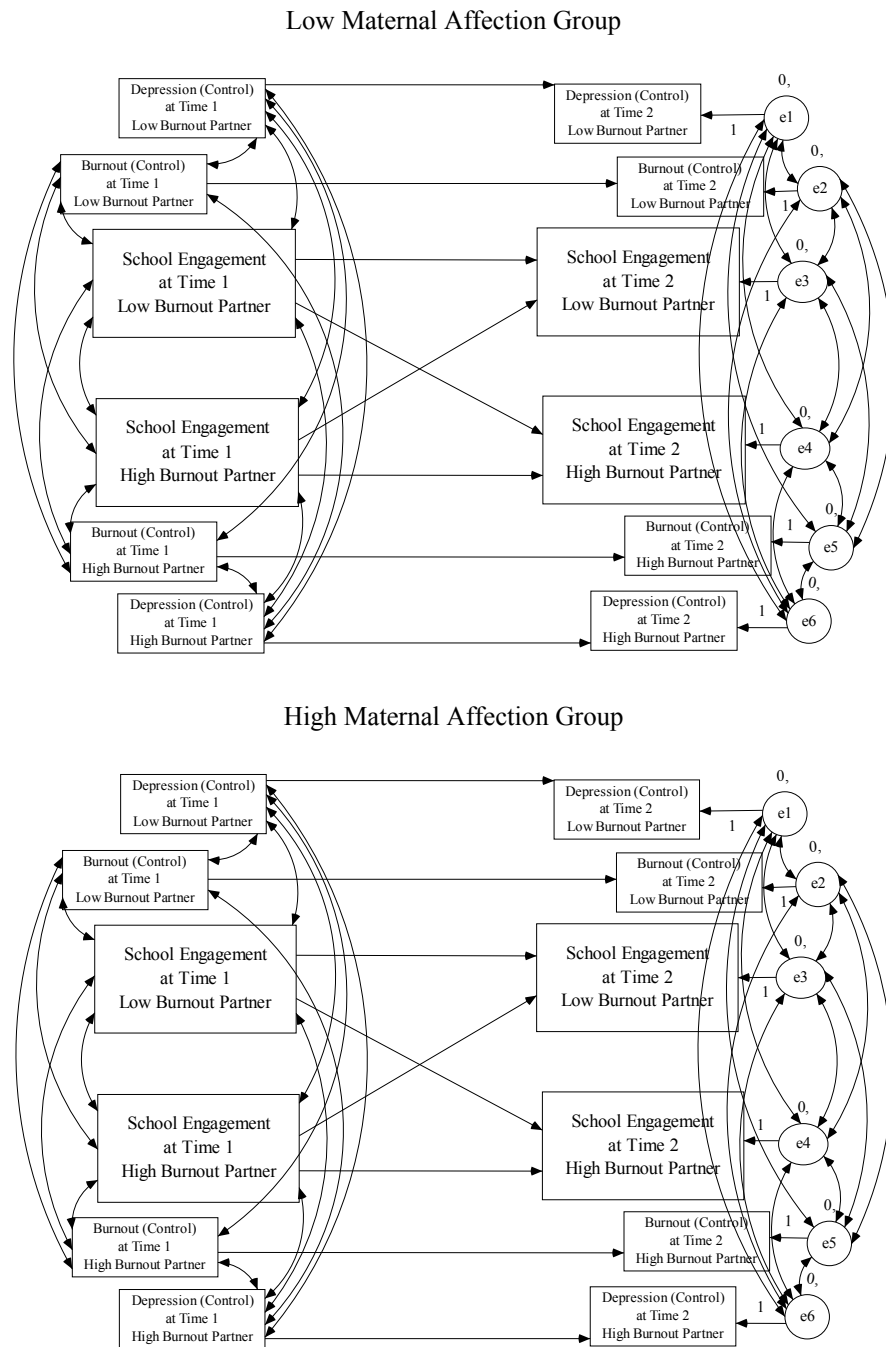 Low Maternal Affection Group
Depression (Control)
at Time 1
Low Burnout Partner
Depression (Control)
at Time 2
Low Burnout Partner
0,
1
e1
Burnout (Control)
at Time 1
Low Burnout Partner
Burnout (Control)
at Time 2
Low Burnout Partner
0,
1
e2
School Engagement
at Time 1
Low Burnout Partner
School Engagement
at Time 2
Low Burnout Partner
0,
1
e3
School Engagement
at Time 1
High Burnout Partner
School Engagement
at Time 2
High Burnout Partner
0,
1
e4
Burnout (Control)
at Time 1
High Burnout Partner
Burnout (Control)
at Time 2
High Burnout Partner
0,
1
e5
Depression (Control)
at Time 1
High Burnout Partner
Depression (Control)
at Time 2
High Burnout Partner
0,
1
e6
High Maternal Affection Group
Depression (Control)
at Time 1
Low Burnout Partner
Depression (Control)
at Time 2
Low Burnout Partner
0,
1
e1
Burnout (Control)
at Time 1
Low Burnout Partner
Burnout (Control)
at Time 2
Low Burnout Partner
0,
1
e2
School Engagement
at Time 1
Low Burnout Partner
School Engagement
at Time 2
Low Burnout Partner
0,
1
e3
School Engagement
at Time 1
High Burnout Partner
School Engagement
at Time 2
High Burnout Partner
0,
1
e4
Burnout (Control)
at Time 1
High Burnout Partner
Burnout (Control)
at Time 2
High Burnout Partner
0,
1
e5
Depression (Control)
at Time 1
High Burnout Partner
Depression (Control)
at Time 2
High Burnout Partner
0,
1
e6